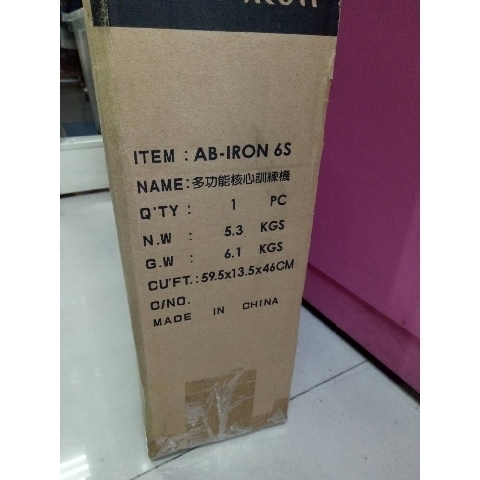 ITEM : AB-IRON 6S
NAME: 多功能核心訓練機
Q'TY : 1 PC
N.W : 5.3 KGS
G.W : 6.1 KGS
CU'FT.: 59.5x13.5x46CM
C/NO.
MADE IN CHINA